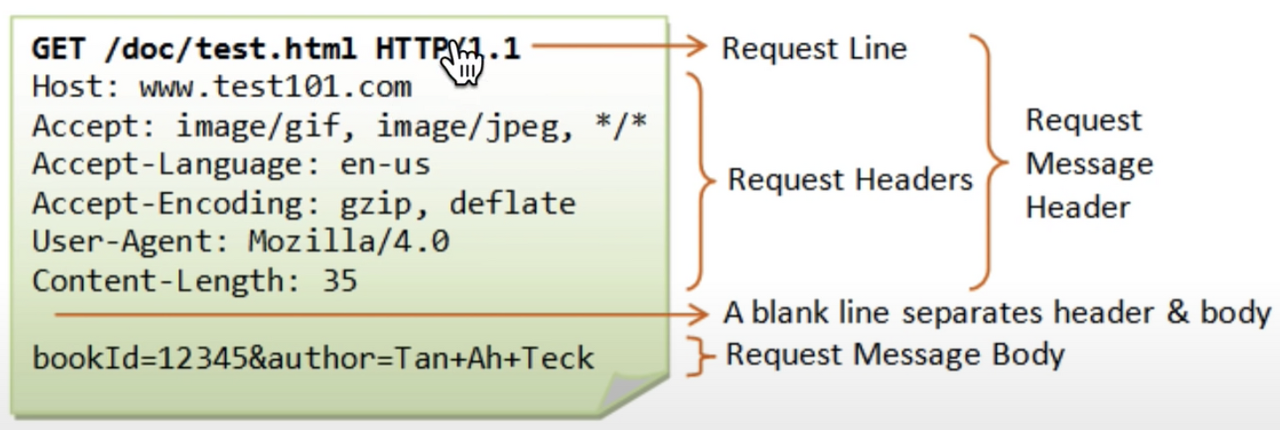 GET /doc/test.html HTTP/1.1
Host: www.test101.com
Accept: image/gif, image/jpeg, */*
Accept-Language: en-us
Accept-Encoding: gzip, deflate
User-Agent: Mozilla/4.0
Content-Length: 35
bookId=12345&author=Tan+Ah+Teck
Request Line
Request Headers
A blank line separates header & body
Request Message Body
Request
Message
Header